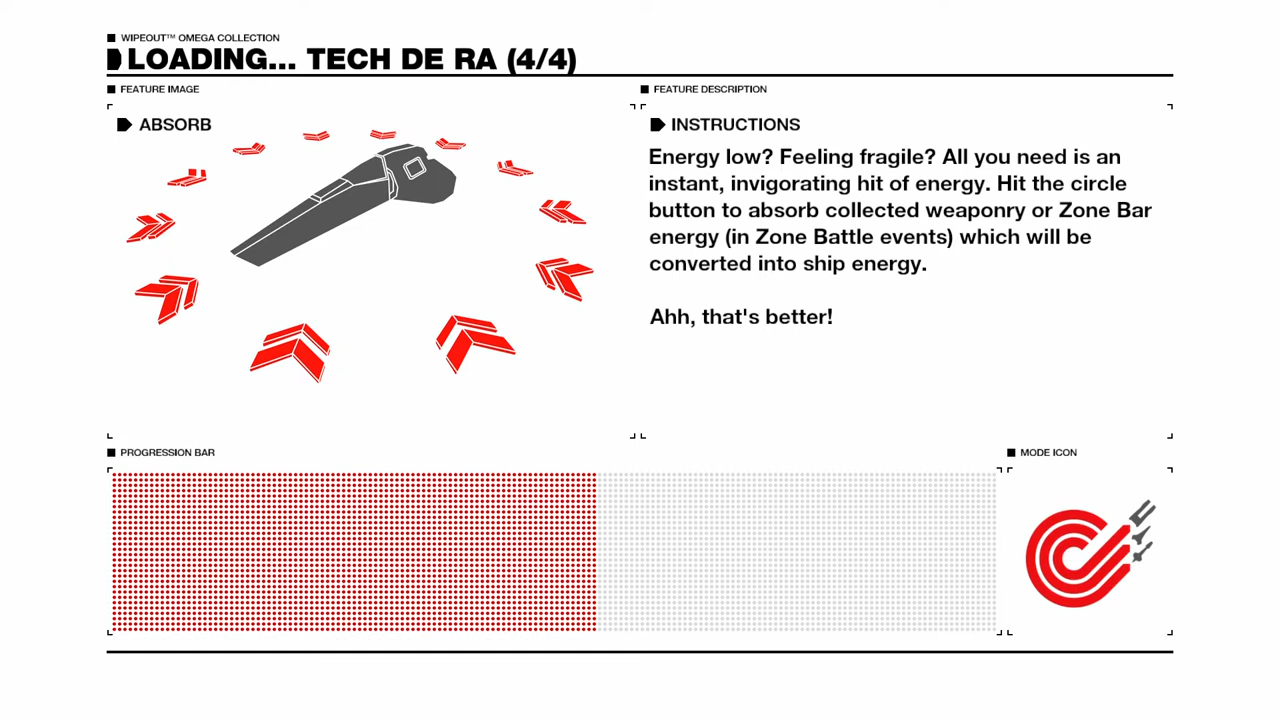 WIPEOUT™ OMEGA COLLECTION
LOADING... TECH DE RA (4/4)
FEATURE IMAGE
ABSORB
FEATURE DESCRIPTION
INSTRUCTIONS
Energy low? Feeling fragile? All you need is an
instant, invigorating hit of energy. Hit the circle
button to absorb collected weaponry or Zone Bar
energy (in Zone Battle events) which will be
converted into ship energy.
Ahh, that's better!
PROGRESSION BAR
MODE ICON